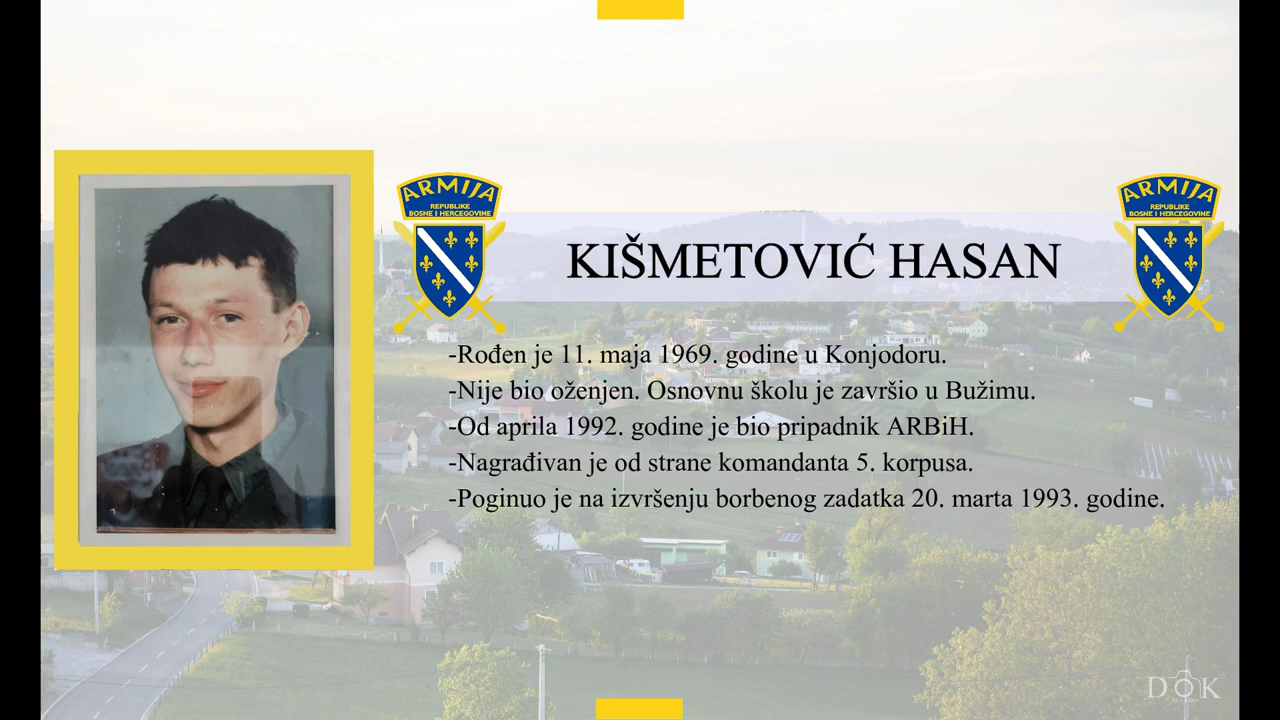 ARMIJA
REPUBLIKE
BOSNE I HERCEGOVINE
ARMIJA
REPUBLIKE
BOSNE I HERCEGOVINE
KIŠMETOVIĆ HASAN
-Rođen je 11. maja 1969. godine u Konjodoru.
-Nije bio oženjen. Osnovnu školu je završio u Bužimu.
-Od aprila 1992. godine je bio pripadnik ARBiH.
-Nagrađivan je od strane komandanta 5. korpusa.
-Poginuo je na izvršenju borbenog zadatka 20. marta 1993. godine.
DOK